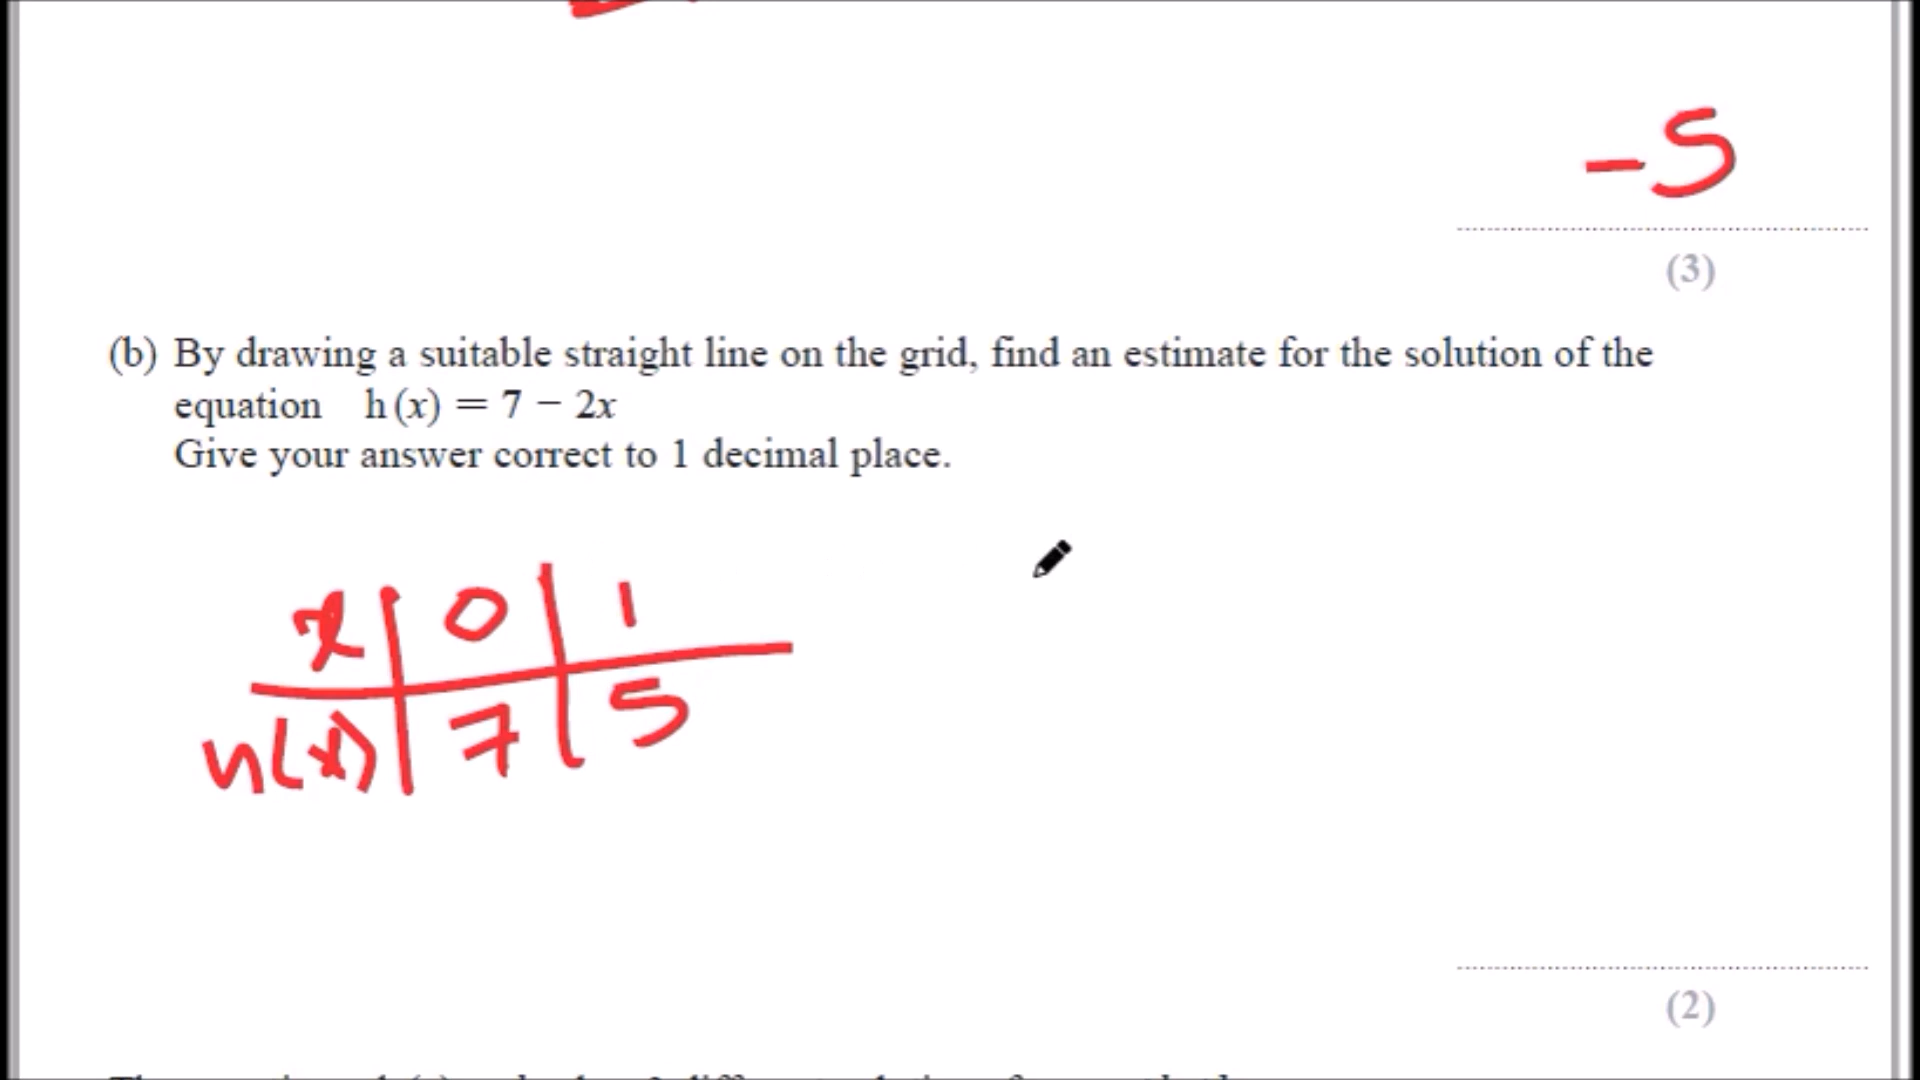 -5
(3)
(b) By drawing a suitable straight line on the grid, find an estimate for the solution of the
equation h(x) = 7 − 2x
Give your answer correct to 1 decimal place.
x 0 1
h(x) 7 5
(2)